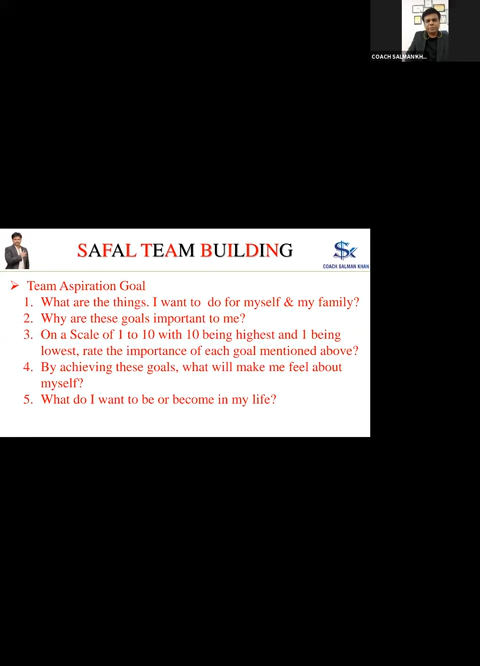 COACH SALMAN KH...
SAFAL TEAM BUILDING
COACH SALMAN KHAN
Team Aspiration Goal
1. What are the things. I want to do for myself & my family?
2. Why are these goals important to me?
3. On a Scale of 1 to 10 with 10 being highest and 1 being
lowest, rate the importance of each goal mentioned above?
4. By achieving these goals, what will make me feel about
myself?
5. What do I want to be or become in my life?